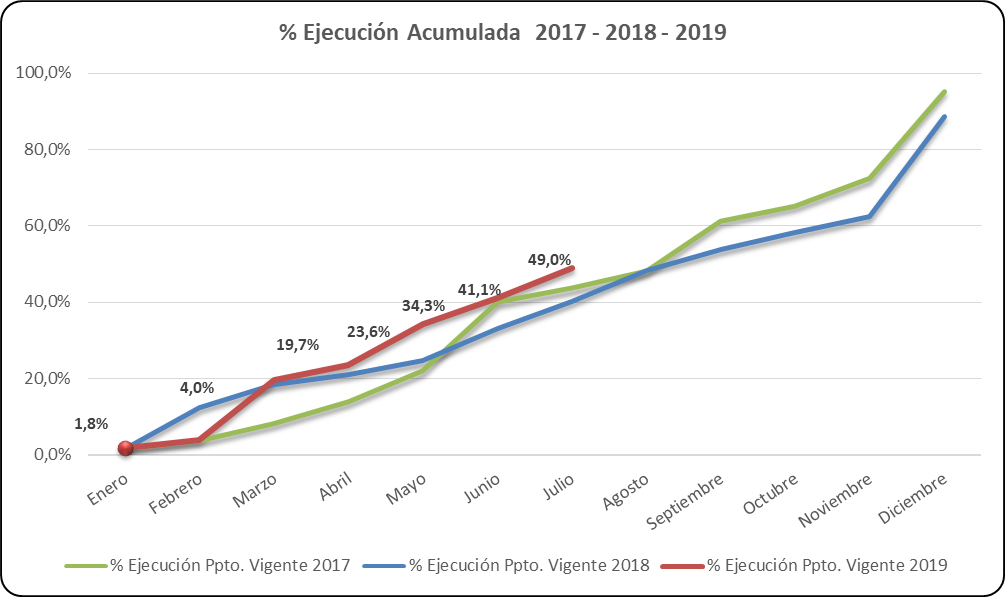 % Ejecución Acumulada 2017 - 2018 - 2019
100,0%
80,0%
60,0%
40,0%
20,0%
0,0%
1,8%
4,0%
19,7%
23,6%
34,3%
41,1%
49,0%
Enero
Febrero
Marzo
Abril
Mayo
Junio
Julio
Agosto
Septiembre
Octubre
Noviembre
Diciembre
% Ejecución Ppto. Vigente 2017
% Ejecución Ppto. Vigente 2018
% Ejecución Ppto. Vigente 2019